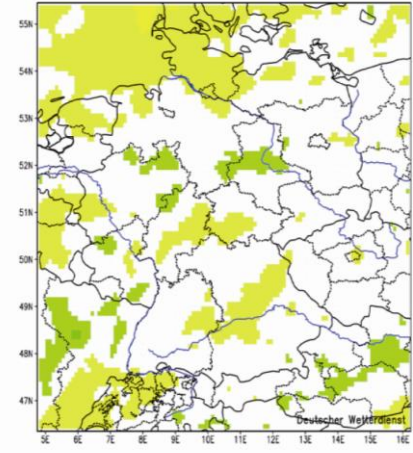 55N
54N
53N
52N
51N
50N
49N
48N
47N
Deutscher Wetterdienst
5E 6E 7E 8E 9E 10E 11E 12E 13E 14E 15E 16E